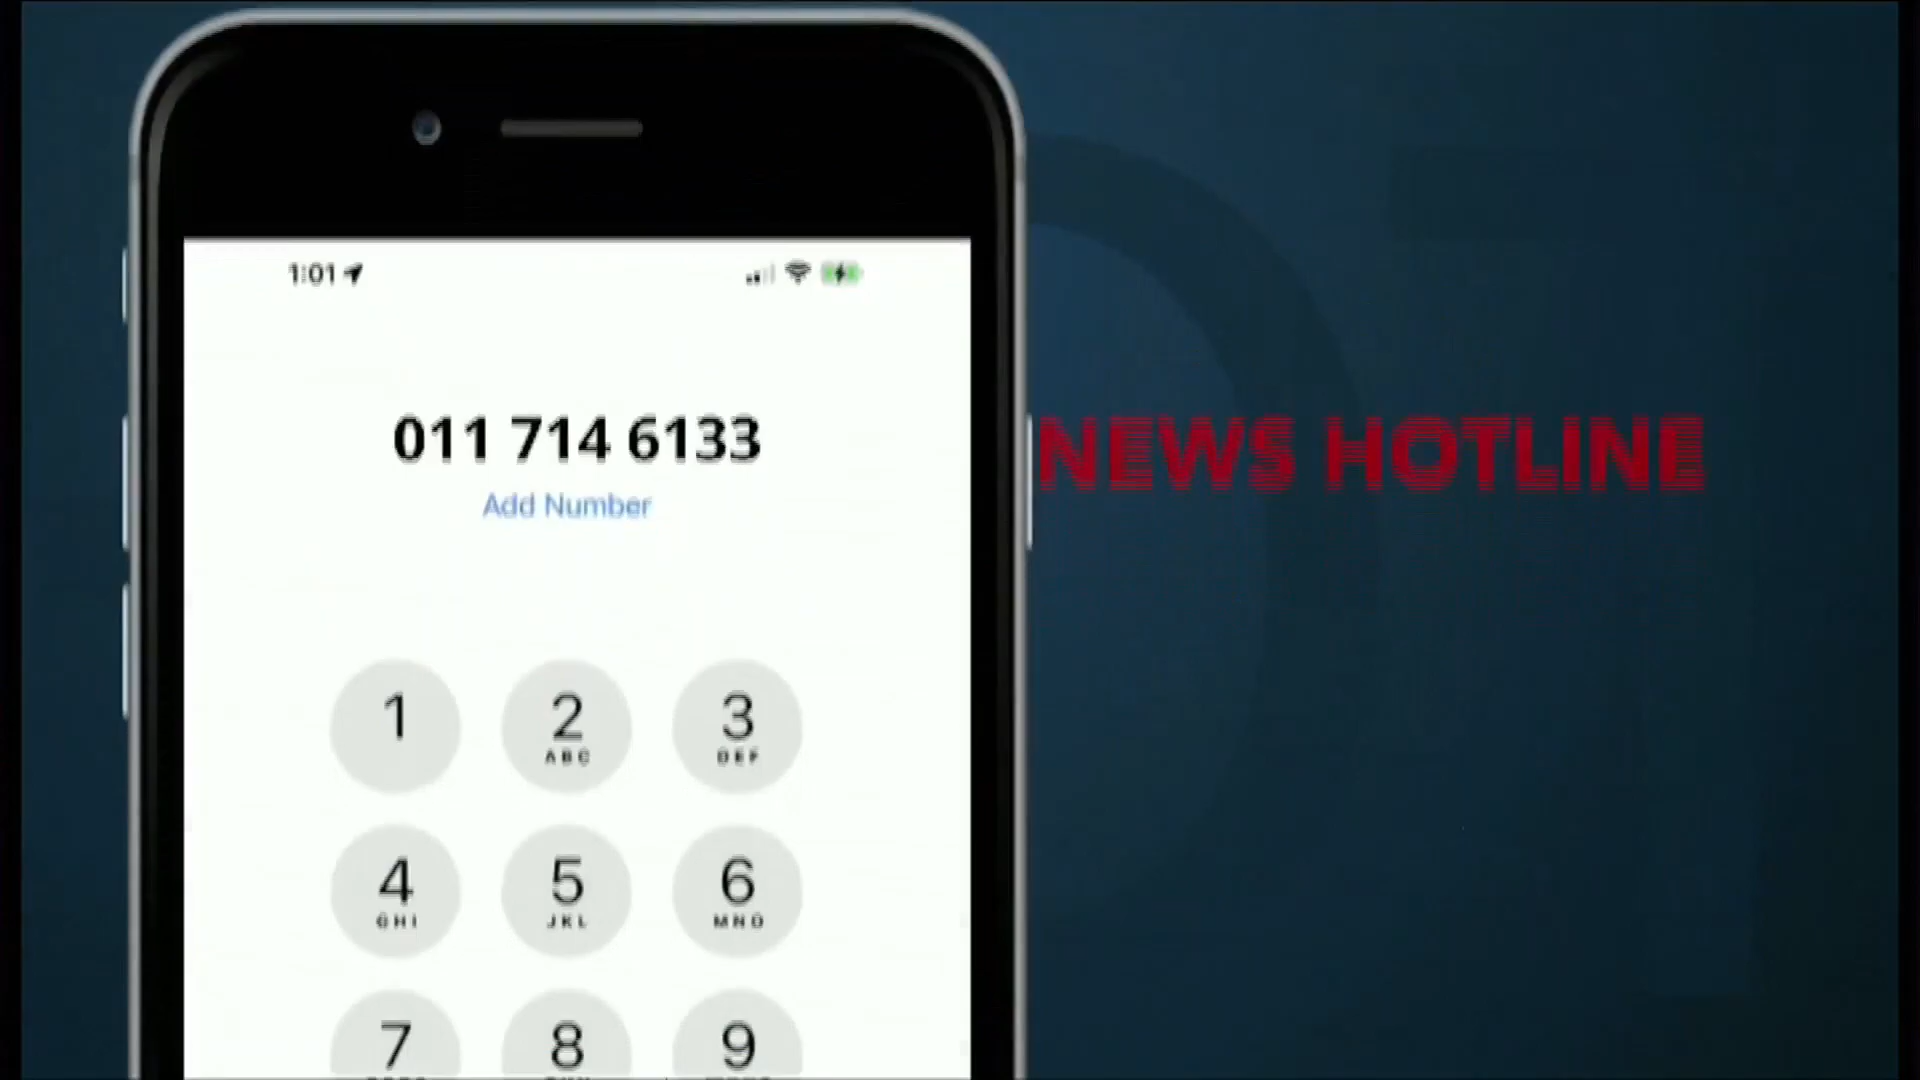 1:01
011 714 6133
NEWS HOTLINE
Add Number
1 2 3
ABC DEF
4 5 6
GHI JKL MNO
7 8 9